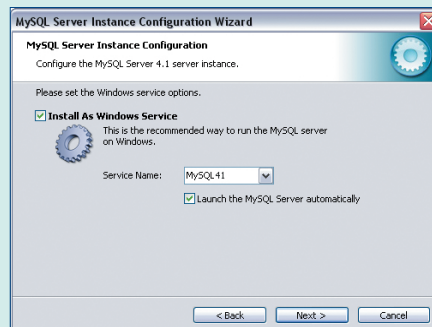 MySQL Server Instance Configuration Wizard
MySQL Server Instance Configuration
Configure the MySQL Server 4.1 server instance.
Please set the Windows service options.
Install As Windows Service
This is the recommended way to run the MySQL server
on Windows.
Service Name: MySQL41
Launch the MySQL Server automatically
< Back Next > Cancel